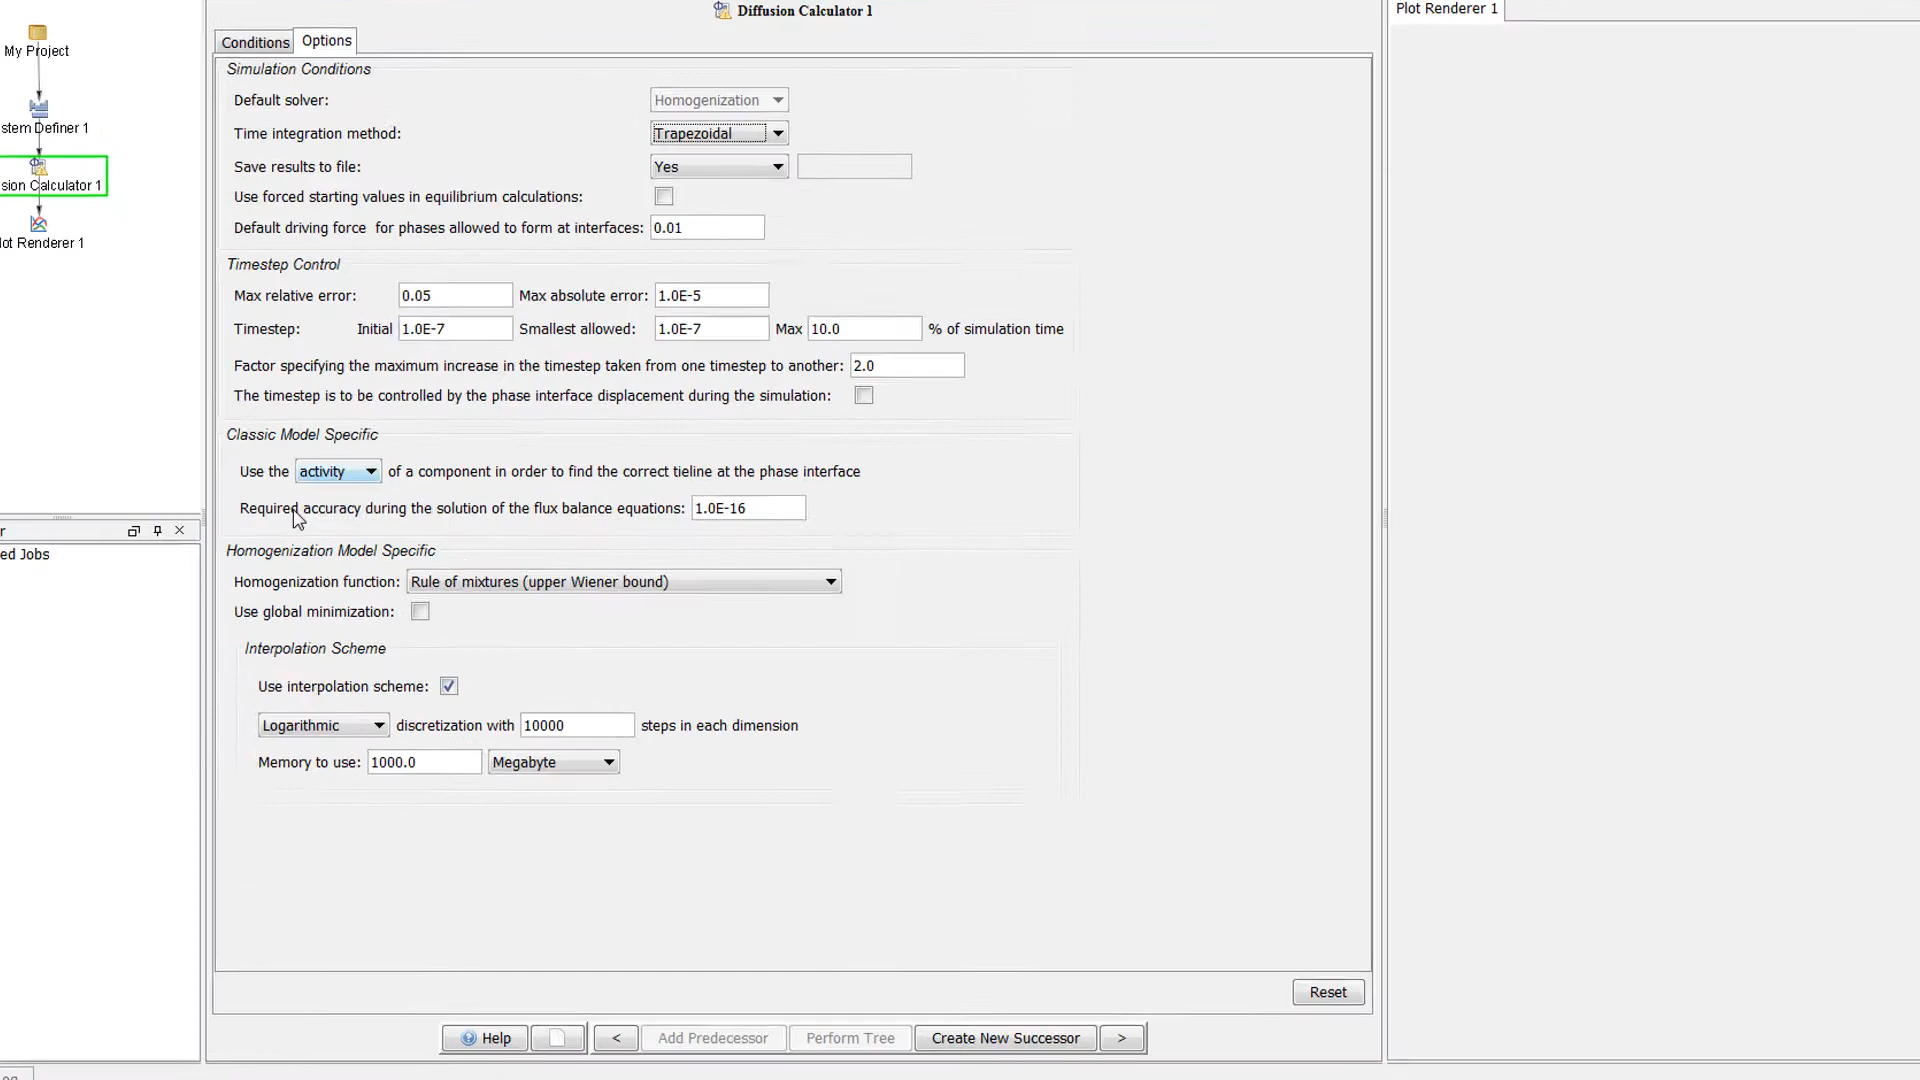 Diffusion Calculator 1
Plot Renderer 1
My Project
stem Definer 1
sion Calculator 1
lot Renderer 1
Conditions Options
Simulation Conditions
Default solver: Homogenization
Time integration method: Trapezoidal
Save results to file: Yes
Use forced starting values in equilibrium calculations:
Default driving force for phases allowed to form at interfaces: 0.01
Timestep Control
Max relative error: 0.05 Max absolute error: 1.0E-5
Timestep: Initial 1.0E-7 Smallest allowed: 1.0E-7 Max 10.0 % of simulation time
Factor specifying the maximum increase in the timestep taken from one timestep to another: 2.0
The timestep is to be controlled by the phase interface displacement during the simulation:
Classic Model Specific
Use the activity of a component in order to find the correct tieline at the phase interface
Required accuracy during the solution of the flux balance equations: 1.0E-16
r
ed Jobs
Homogenization Model Specific
Homogenization function: Rule of mixtures (upper Wiener bound)
Use global minimization:
Interpolation Scheme
Use interpolation scheme:
Logarithmic discretization with 10000 steps in each dimension
Memory to use: 1000.0 Megabyte
Reset
Help < Add Predecessor Perform Tree Create New Successor >